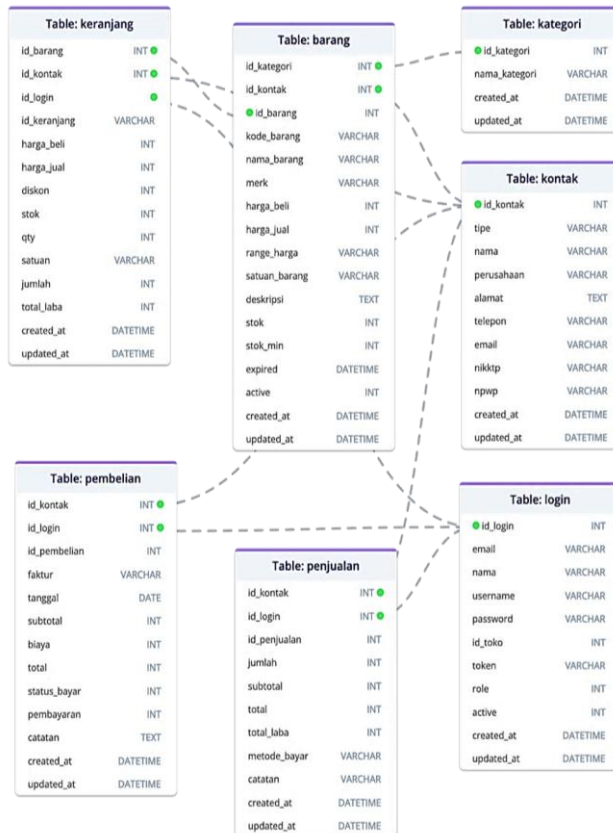 Table: keranjang
id_barang INT
id_kontak INT
id_login
id_keranjang VARCHAR
harga_beli INT
harga_jual INT
diskon INT
stok INT
qty INT
satuan VARCHAR
jumlah INT
total_laba INT
created_at DATETIME
updated_at DATETIME
Table: barang
id_kategori INT
id_kontak INT
id_barang INT
kode_barang VARCHAR
nama_barang VARCHAR
merk VARCHAR
harga_beli INT
harga_jual INT
range_harga VARCHAR
satuan_barang VARCHAR
deskripsi TEXT
stok INT
stok_min INT
expired DATETIME
active INT
created_at DATETIME
updated_at DATETIME
Table: kategori
id_kategori INT
nama_kategori VARCHAR
created_at DATETIME
updated_at DATETIME
Table: kontak
id_kontak INT
tipe VARCHAR
nama VARCHAR
perusahaan VARCHAR
alamat TEXT
telepon VARCHAR
email VARCHAR
nikktp VARCHAR
npwp VARCHAR
created_at DATETIME
updated_at DATETIME
Table: pembelian
id_kontak INT
id_login INT
id_pembelian INT
faktur VARCHAR
tanggal DATE
subtotal INT
biaya INT
total INT
status_bayar INT
pembayaran INT
catatan TEXT
created_at DATETIME
updated_at DATETIME
Table: penjualan
id_kontak INT
id_login INT
id_penjualan INT
jumlah INT
subtotal INT
total INT
total_laba INT
metode_bayar VARCHAR
catatan VARCHAR
created_at DATETIME
updated_at DATETIME
Table: login
id_login INT
email VARCHAR
nama VARCHAR
username VARCHAR
password VARCHAR
id_toko INT
token VARCHAR
role INT
active INT
created_at DATETIME
updated_at DATETIME